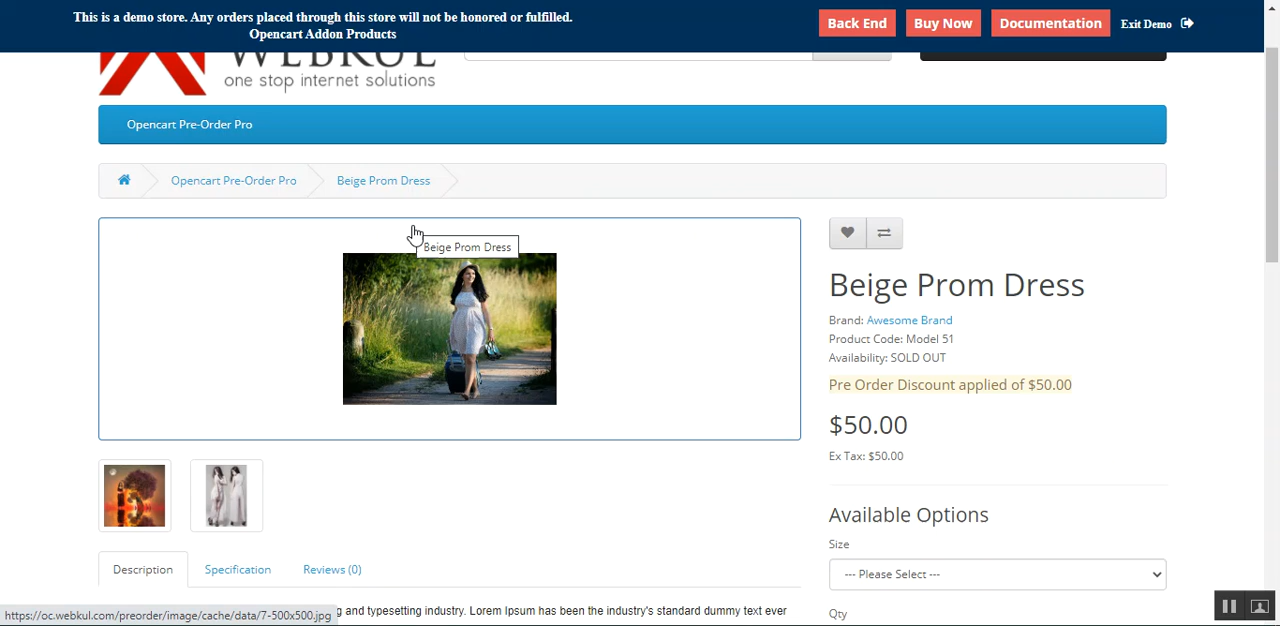 This is a demo store. Any orders placed through this store will not be honored or fulfilled.
Opencart Addon Products
Back End
Buy Now
Documentation
Exit Demo
WEBKUL
one stop internet solutions
Opencart Pre-Order Pro
Opencart Pre-Order Pro
Beige Prom Dress
Beige Prom Dress
Beige Prom Dress
Brand: Awesome Brand
Product Code: Model 51
Availability: SOLD OUT
Pre Order Discount applied of $50.00
$50.00
Ex Tax: $50.00
Available Options
Size
--- Please Select ---
Qty
Description
Specification
Reviews (0)
g and typesetting industry. Lorem Ipsum has been the industry's standard dummy text ever
https://oc.webkul.com/preorder/image/cache/data/7-500x500.jpg